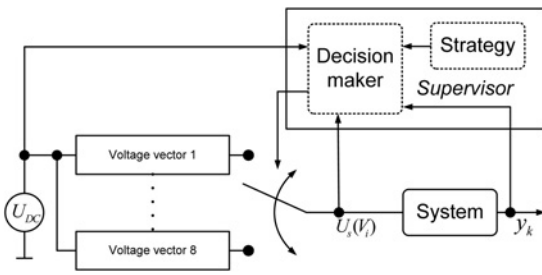 Decision
maker
Strategy
Supervisor
Voltage vector 1
U_DC
Voltage vector 8
U_s(V_i)
System
y_k